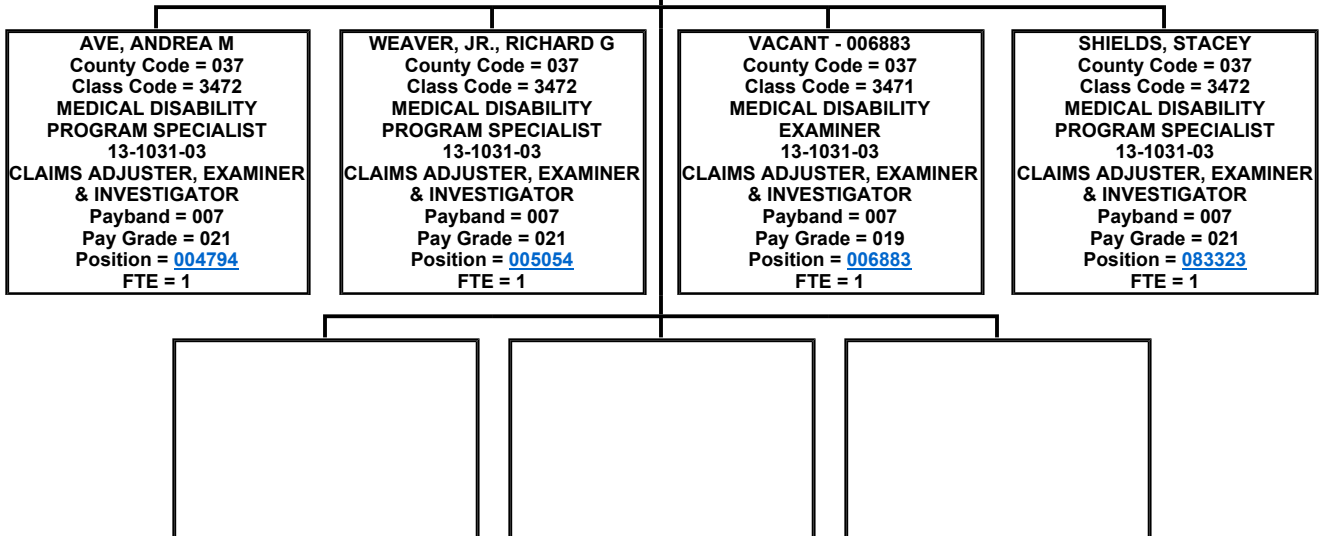 AVE, ANDREA M
County Code = 037
Class Code = 3472
MEDICAL DISABILITY
PROGRAM SPECIALIST
13-1031-03
CLAIMS ADJUSTER, EXAMINER
& INVESTIGATOR
Payband = 007
Pay Grade = 021
Position = 004794
FTE = 1
WEAVER, JR., RICHARD G
County Code = 037
Class Code = 3472
MEDICAL DISABILITY
PROGRAM SPECIALIST
13-1031-03
CLAIMS ADJUSTER, EXAMINER
& INVESTIGATOR
Payband = 007
Pay Grade = 021
Position = 005054
FTE = 1
VACANT - 006883
County Code = 037
Class Code = 3471
MEDICAL DISABILITY
EXAMINER
13-1031-03
CLAIMS ADJUSTER, EXAMINER
& INVESTIGATOR
Payband = 007
Pay Grade = 019
Position = 006883
FTE = 1
SHIELDS, STACEY
County Code = 037
Class Code = 3472
MEDICAL DISABILITY
PROGRAM SPECIALIST
13-1031-03
CLAIMS ADJUSTER, EXAMINER
& INVESTIGATOR
Payband = 007
Pay Grade = 021
Position = 083323
FTE = 1